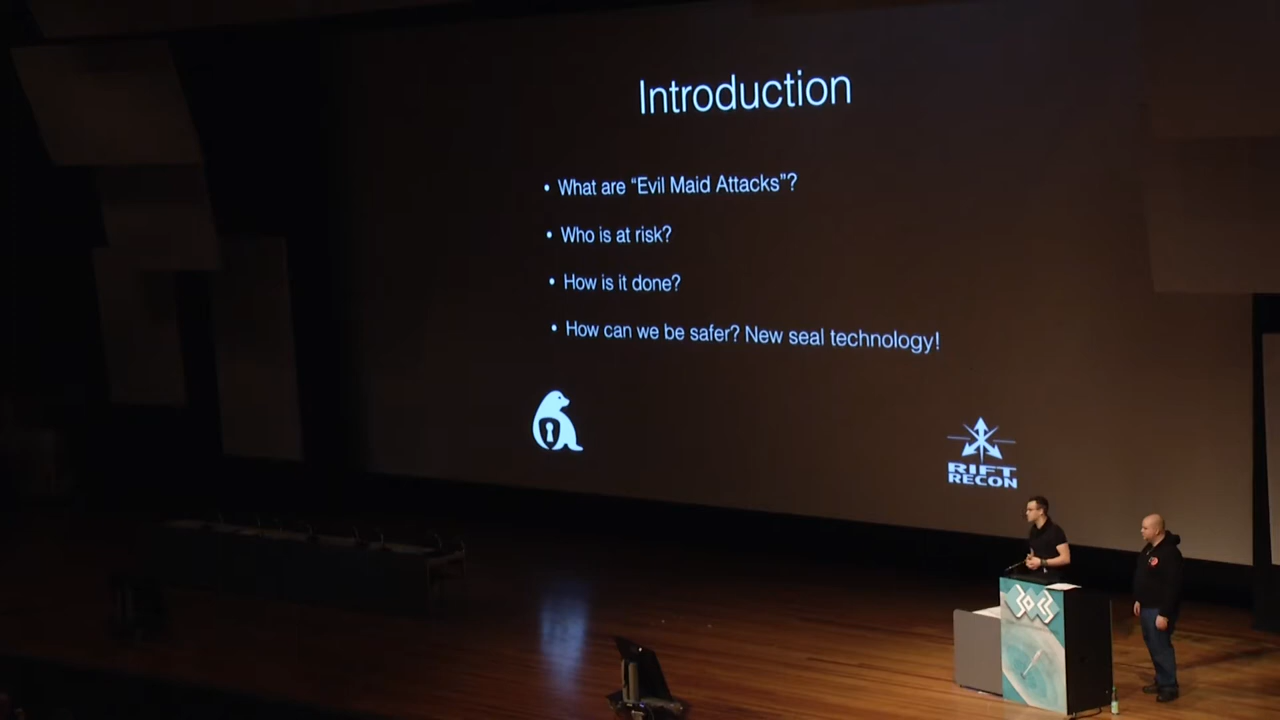 Introduction
• What are “Evil Maid Attacks”?
• Who is at risk?
• How is it done?
• How can we be safer? New seal technology!
RIFT
RECON
30C3